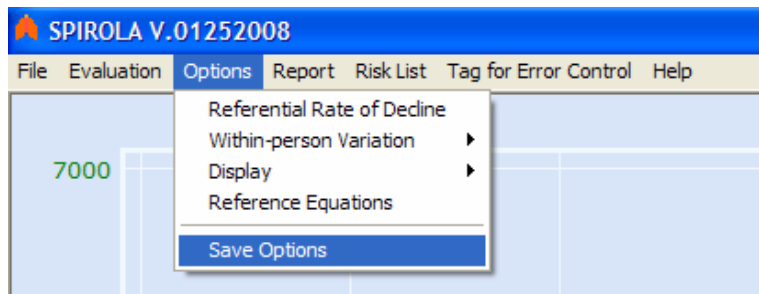 SPIROLA V.01252008
File Evaluation Options Report Risk List Tag for Error Control Help
Referential Rate of Decline
7000
Within-person Variation
Display
Reference Equations
Save Options